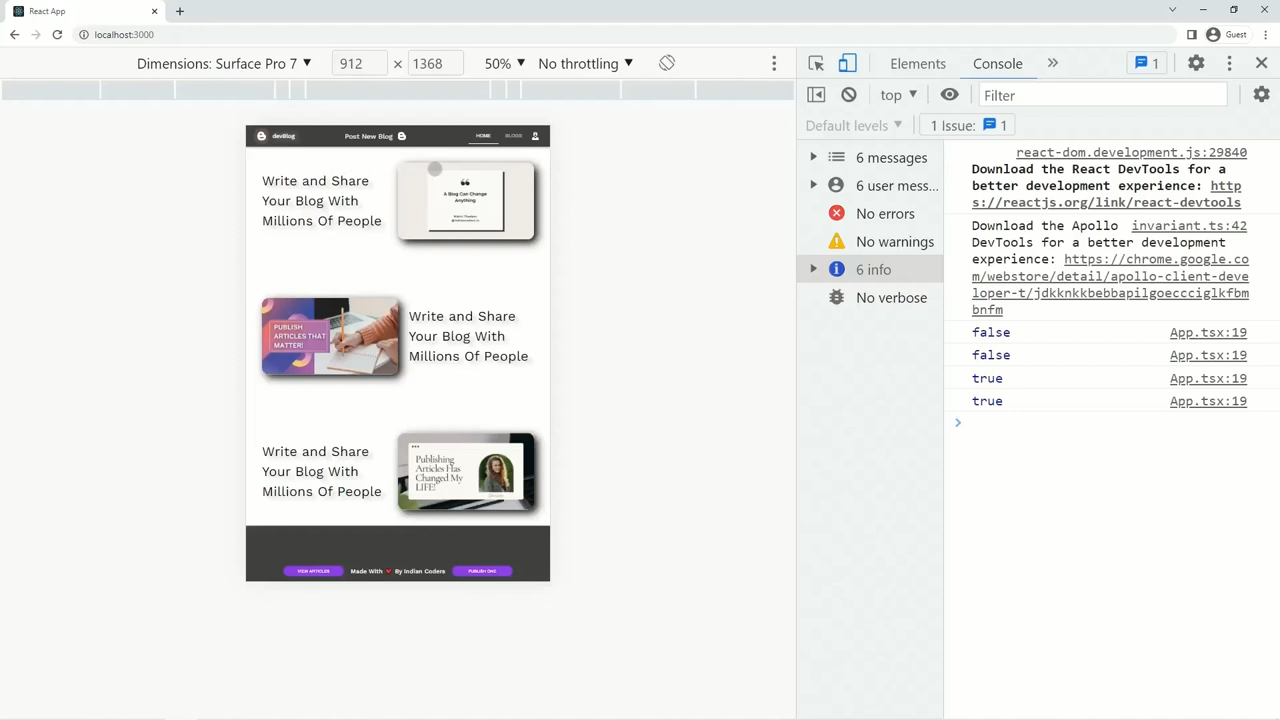 React App
localhost:3000
Guest
Dimensions: Surface Pro 7 ▼ 912 × 1368 50% ▼ No throttling ▼
Elements Console 1
top ▼ Filter
Default levels ▼ 1 Issue: 1
devBlog Post New Blog HOME BLOGS
Write and Share
Your Blog With
Millions Of People
A Blog Can Change
Anything
PUBLISH
ARTICLES THAT
MATTER!
Write and Share
Your Blog With
Millions Of People
Write and Share
Your Blog With
Millions Of People
Publishing
Articles Has
Changed My
LIFE!
VIEW ARTICLES Made With ❤ By Indian Coders PUBLISH ONE
6 messages
6 user mess...
No errors
No warnings
6 info
No verbose
react-dom.development.js:29840
Download the React DevTools for a
better development experience: http
s://reactjs.org/link/react-devtools
Download the Apollo invariant.ts:42
DevTools for a better development
experience: https://chrome.google.co
m/webstore/detail/apollo-client-deve
loper-t/jdkknkkbebbapilgoeccciglkfbm
bnfm
false App.tsx:19
false App.tsx:19
true App.tsx:19
true App.tsx:19